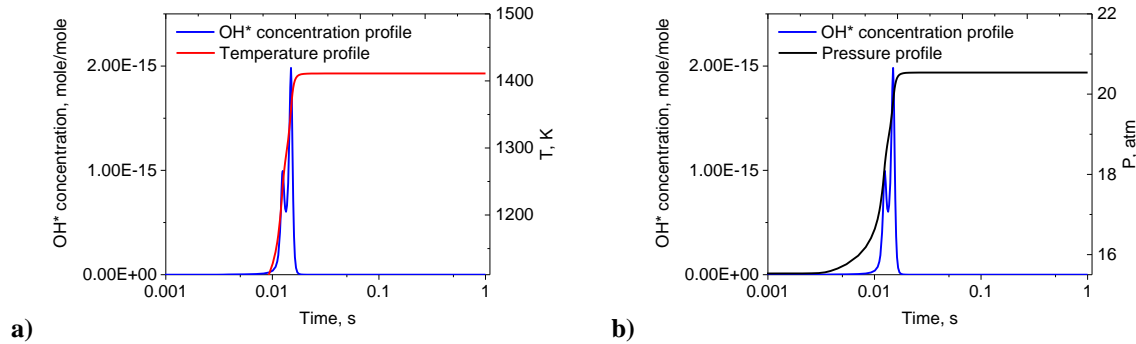 OH* concentration profile
Temperature profile
OH* concentration, mole/mole
2.00E-15
1.00E-15
0.00E+00
1500
1400
1300
1200
T, K
0.001
0.01
0.1
1
Time, s
a)
OH* concentration profile
Pressure profile
OH* concentration, mole/mole
2.00E-15
1.00E-15
0.00E+00
22
20
18
16
P, atm
0.001
0.01
0.1
1
Time, s
b)